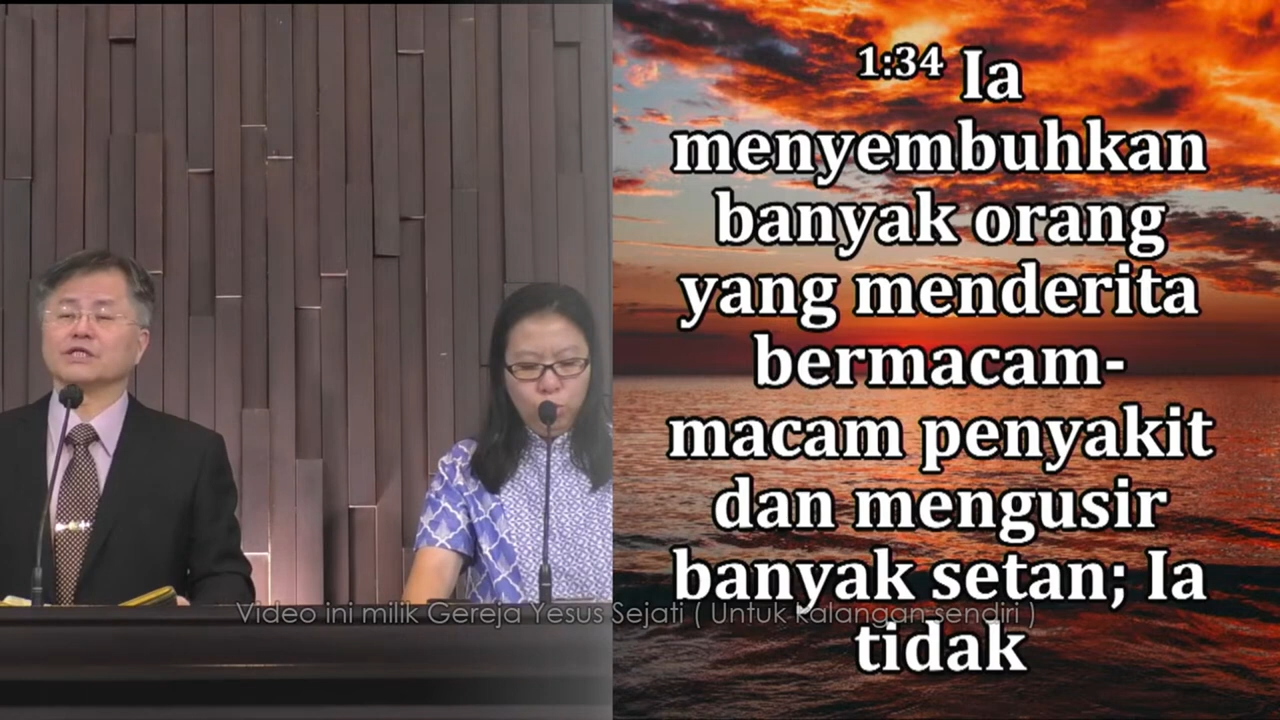 1:34 Ia
menyembuhkan
banyak orang
yang menderita
bermacam-
macam penyakit
dan mengusir
banyak setan; Ia
tidak
Video ini milik Gereja Yesus Sejati ( Untuk kalangan sendiri )